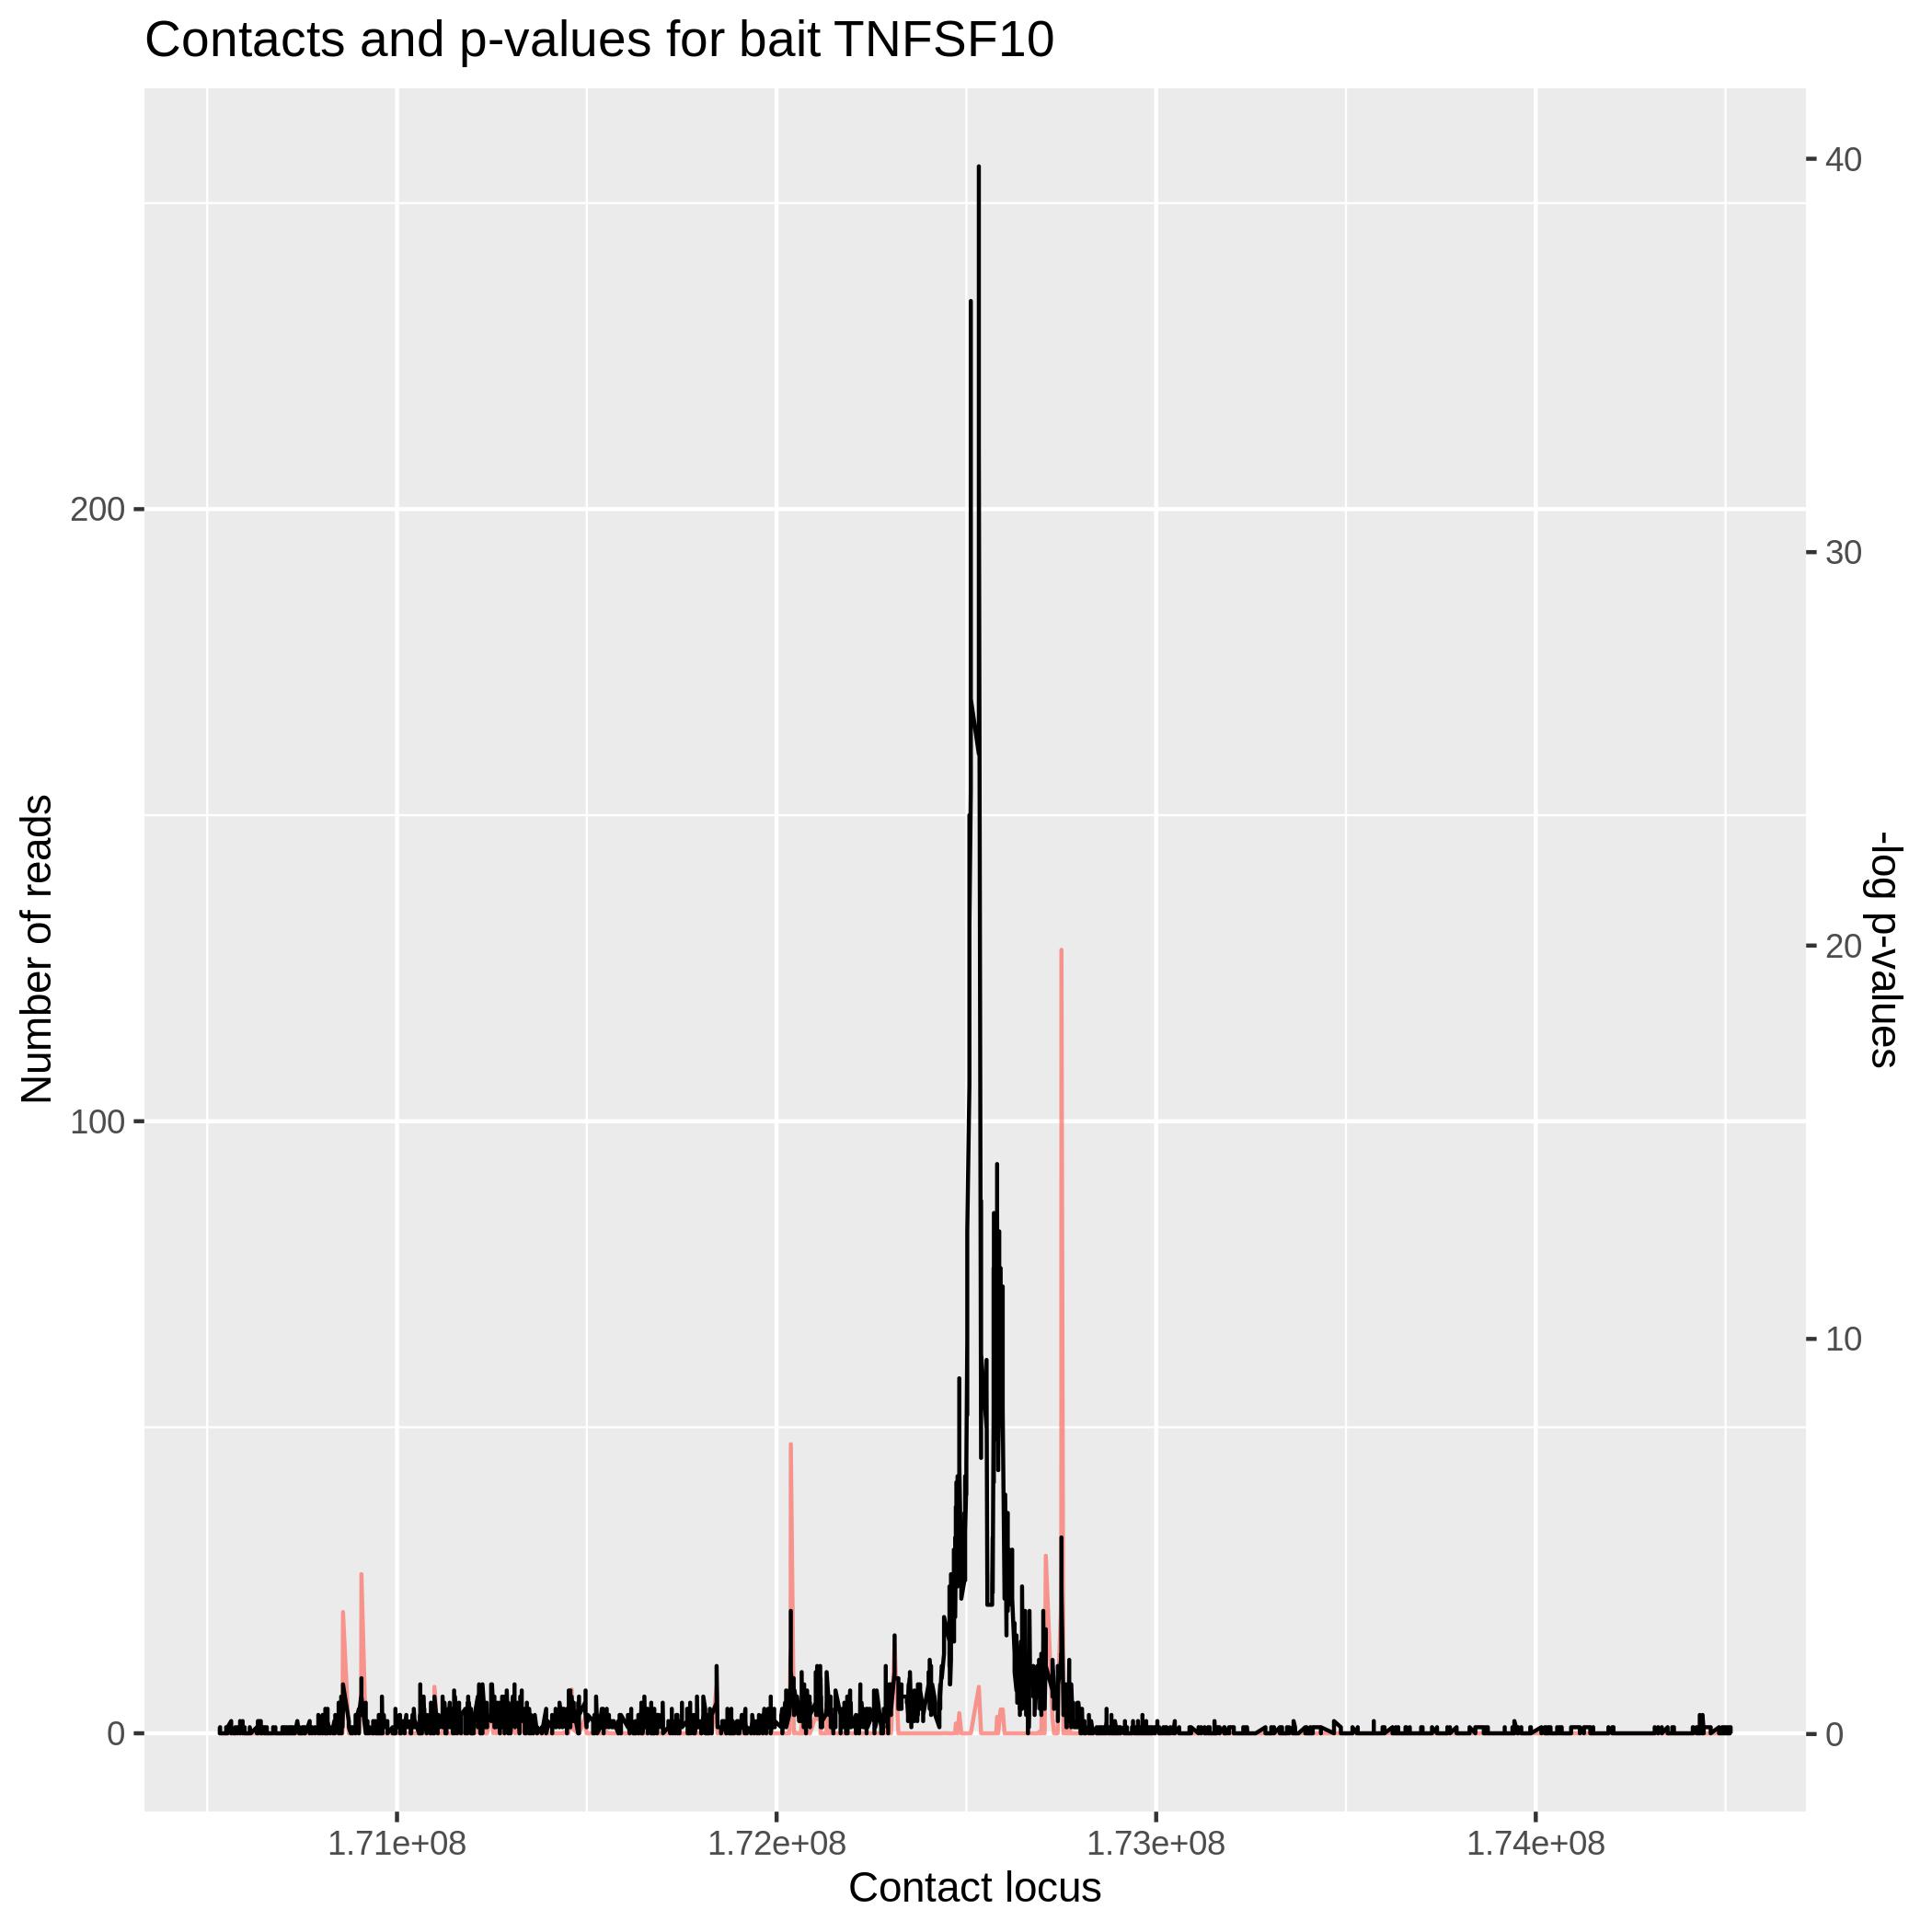 Contacts and p-values for bait TNFSF10
Number of reads
200
100
0
40
30
20
10
0
-log p-values
1.71e+08
1.72e+08
1.73e+08
1.74e+08
Contact locus